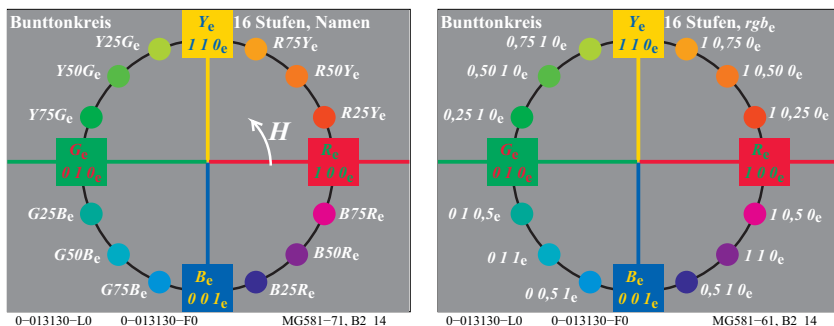 Bunttonkreis
16 Stufen, Namen
Ye
1 1 0e
Y25Ge
R75Ye
Y50Ge
R50Ye
Y75Ge
R25Ye
H
Ge
0 1 0e
Re
1 0 0e
G25Be
B75Re
G50Be
B50Re
G75Be
B25Re
Be
0 0 1e
0−013130−L0
0−013130−F0
MG581−71, B2_14
Bunttonkreis
16 Stufen, rgbe
Ye
1 1 0e
0,75 1 0e
1 0,75 0e
0,50 1 0e
1 0,50 0e
0,25 1 0e
1 0,25 0e
Ge
0 1 0e
Re
1 0 0e
0 1 0,5e
1 0,5 0e
0 1 1e
1 1 0e
0 0,5 1e
0,5 1 0e
Be
0 0 1e
0−013130−L0
0−013130−F0
MG581−61, B2_14